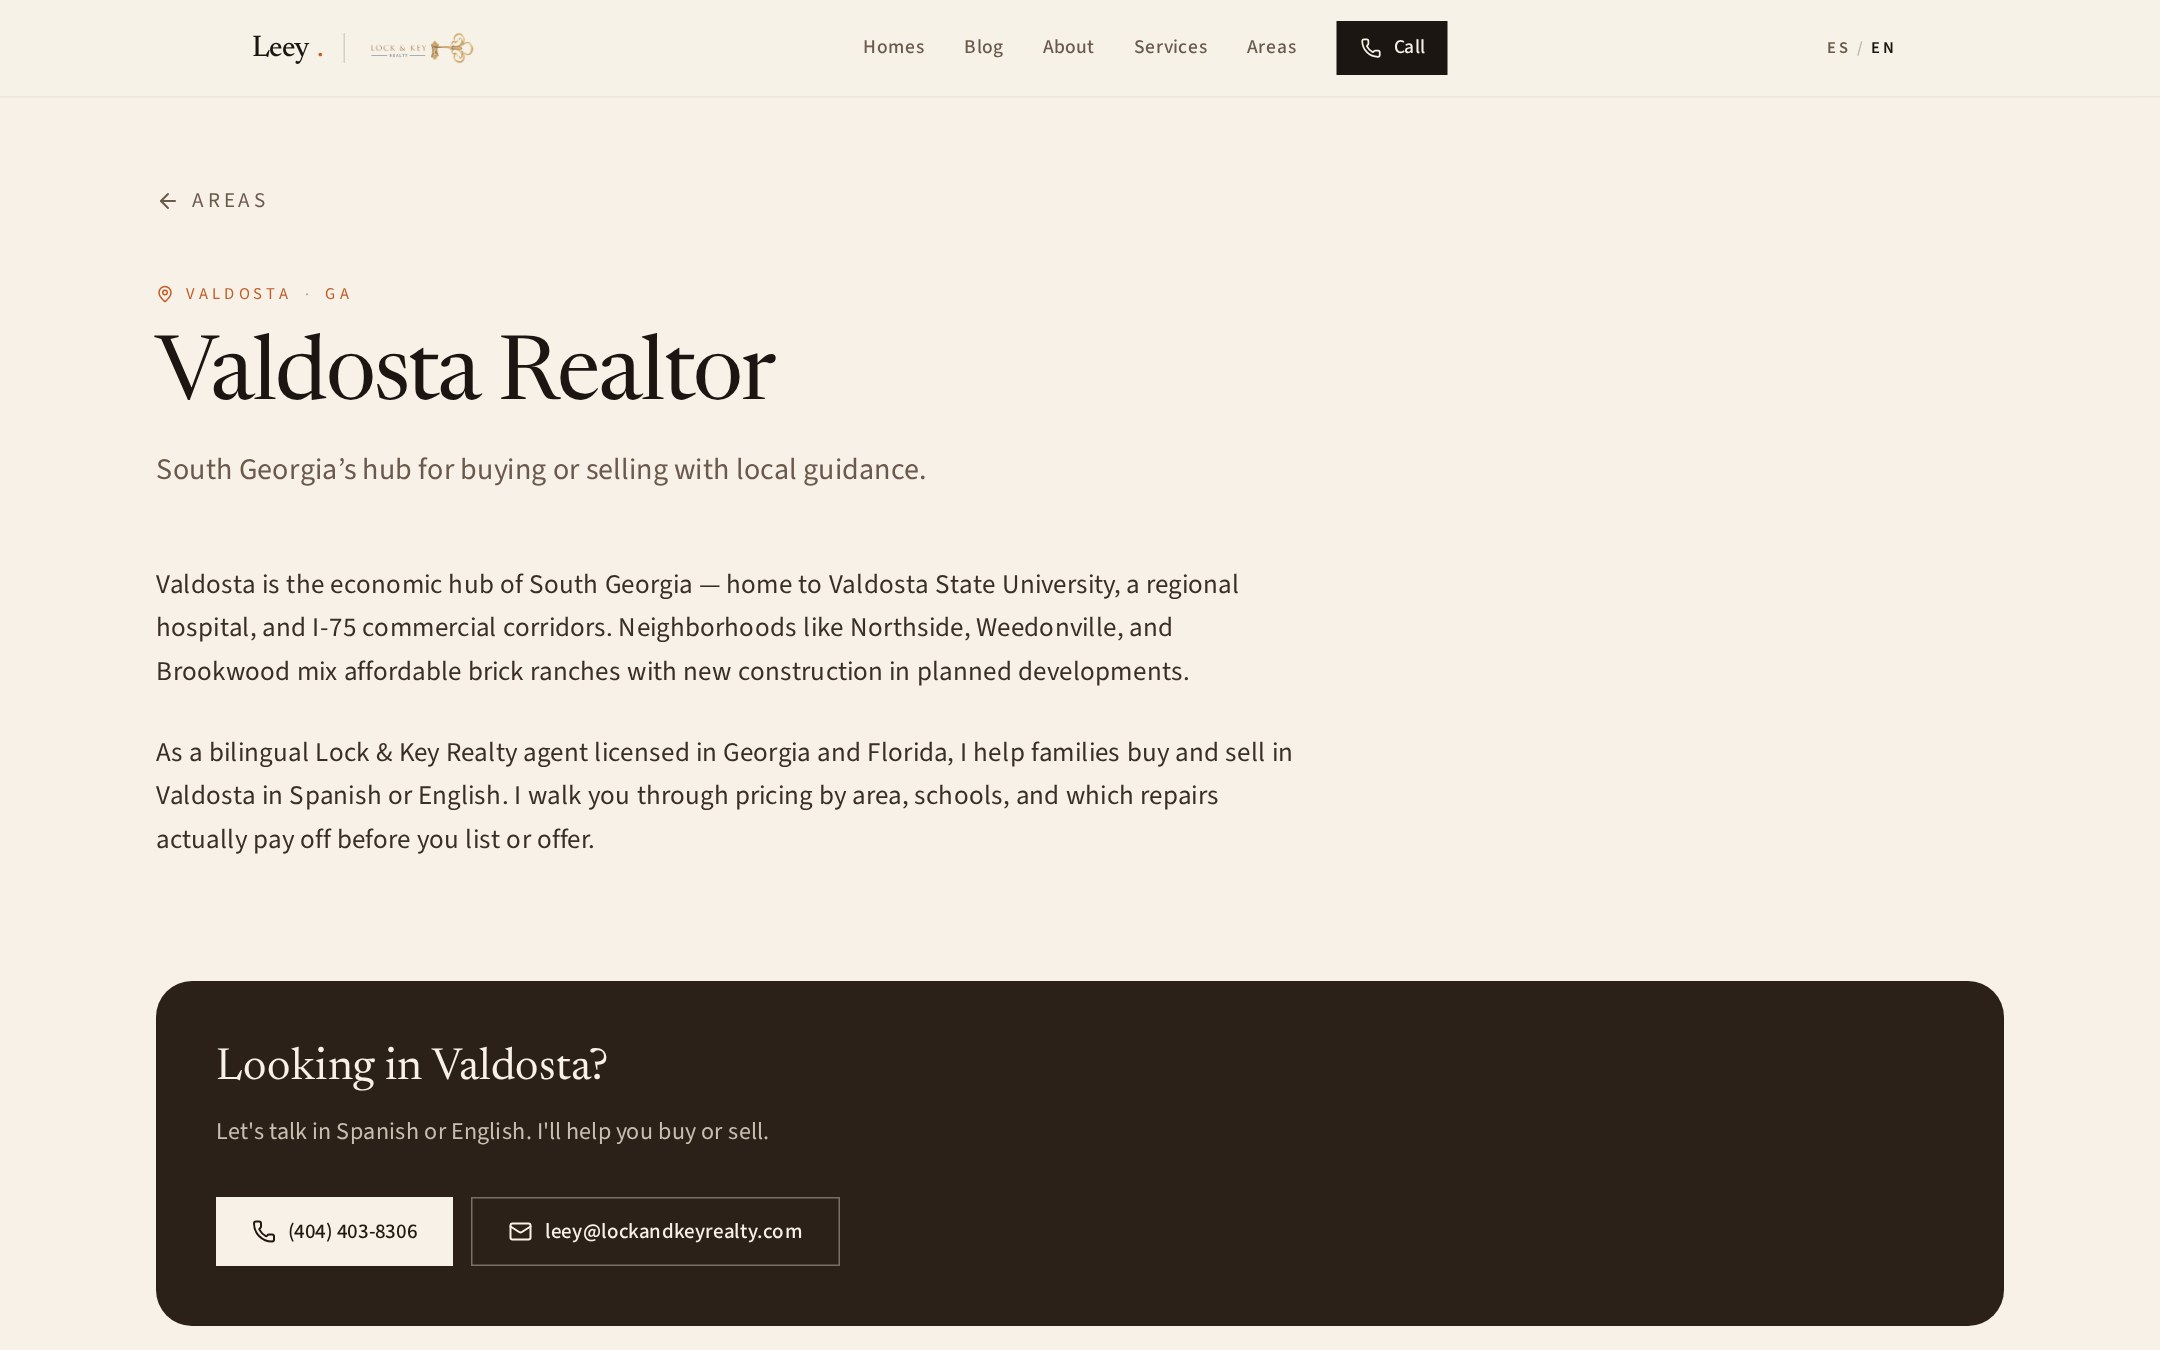 Leey .
LOCK & KEY
REALTY
Homes
Blog
About
Services
Areas
Call
ES / EN
AREAS
VALDOSTA · GA
Valdosta Realtor
South Georgia’s hub for buying or selling with local guidance.
Valdosta is the economic hub of South Georgia — home to Valdosta State University, a regional
hospital, and I-75 commercial corridors. Neighborhoods like Northside, Weedonville, and
Brookwood mix affordable brick ranches with new construction in planned developments.
As a bilingual Lock & Key Realty agent licensed in Georgia and Florida, I help families buy and sell in
Valdosta in Spanish or English. I walk you through pricing by area, schools, and which repairs
actually pay off before you list or offer.
Looking in Valdosta?
Let's talk in Spanish or English. I'll help you buy or sell.
(404) 403-8306
leey@lockandkeyrealty.com